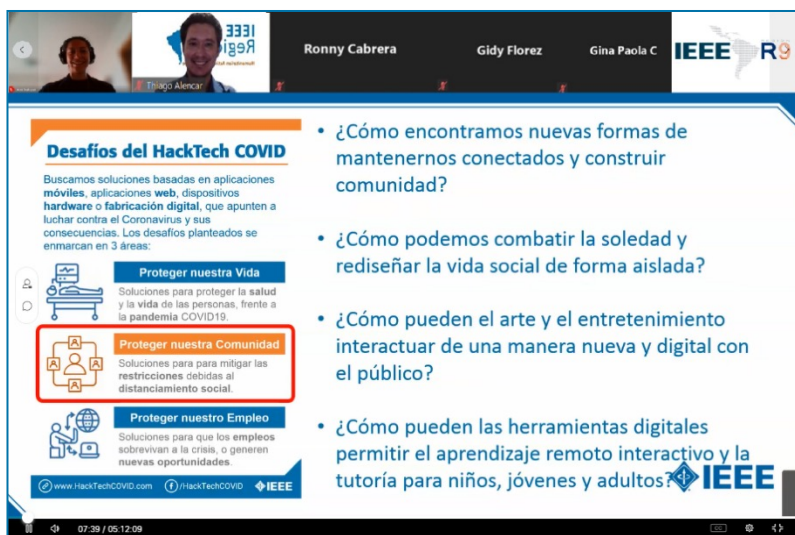 IEEE
Regi
Thiago Alencar
Ronny Cabrera
Gidy Florez
Gina Paola C
IEEE R9
Desafíos del HackTech COVID
Buscamos soluciones basadas en aplicaciones
móviles, aplicaciones web, dispositivos
hardware o fabricación digital, que apunten a
luchar contra el Coronavirus y sus
consecuencias. Los desafíos planteados se
enmarcan en 3 áreas:
Proteger nuestra Vida
Soluciones para proteger la salud
y la vida de las personas, frente a
la pandemia COVID19.
Proteger nuestra Comunidad
Soluciones para para mitigar las
restricciones debidas al
distanciamiento social.
Proteger nuestro Empleo
Soluciones para que los empleos
sobrevivan a la crisis, o generen
nuevas oportunidades.
www.HackTechCOVID.com /HackTechCOVID IEEE
• ¿Cómo encontramos nuevas formas de
mantenernos conectados y construir
comunidad?
• ¿Cómo podemos combatir la soledad y
rediseñar la vida social de forma aislada?
• ¿Cómo pueden el arte y el entretenimiento
interactuar de una manera nueva y digital con
el público?
• ¿Cómo pueden las herramientas digitales
permitir el aprendizaje remoto interactivo y la
tutoría para niños, jóvenes y adultos?
IEEE
07:39 / 05:12:09